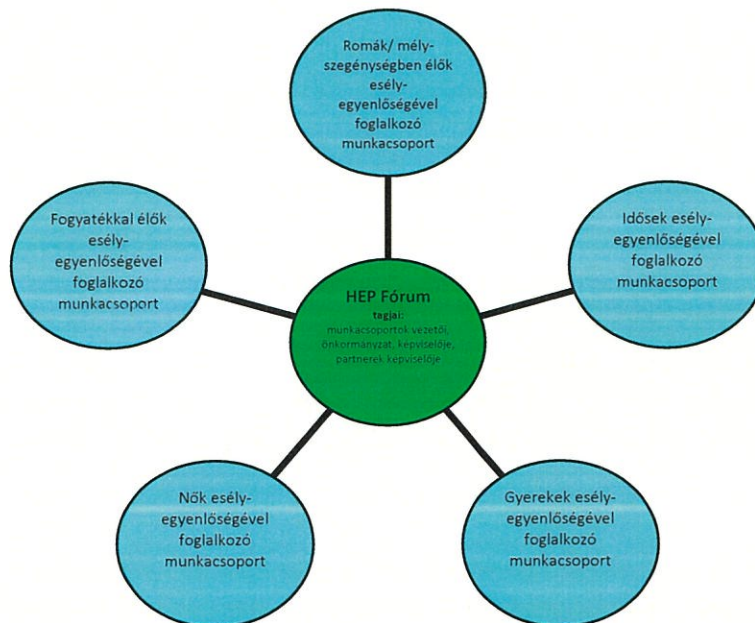 Romák/ mély-
szegénységben élők
esély-
egyenlőségével
foglalkozó
munkacsoport
Fogyatékkal élők
esély-
egyenlőségével
foglalkozó
munkacsoport
Idősek esély-
egyenlőségével
foglalkozó
munkacsoport
HEP Fórum
tagjai:
munkacsoportok vezetői,
önkormányzat, képviselője,
partnerek képviselője
Nők esély-
egyenlőségével
foglalkozó
munkacsoport
Gyerekek esély-
egyenlőségével
foglalkozó
munkacsoport